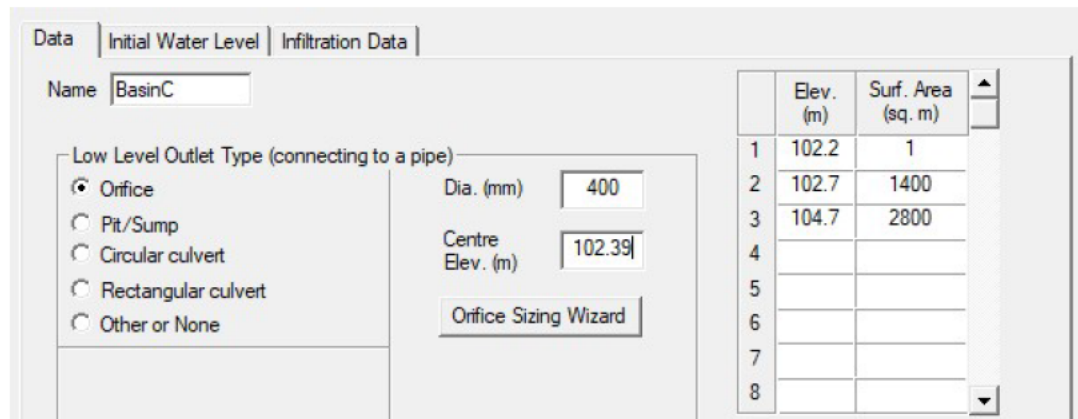 Data Initial Water Level Infiltration Data
Name BasinC
Low Level Outlet Type (connecting to a pipe)
Orifice
Pit/Sump
Circular culvert
Rectangular culvert
Other or None
Dia. (mm) 400
Centre
Elev. (m) 102.39
Orifice Sizing Wizard
Elev. (m) Surf. Area (sq. m)
1 102.2 1
2 102.7 1400
3 104.7 2800
4
5
6
7
8